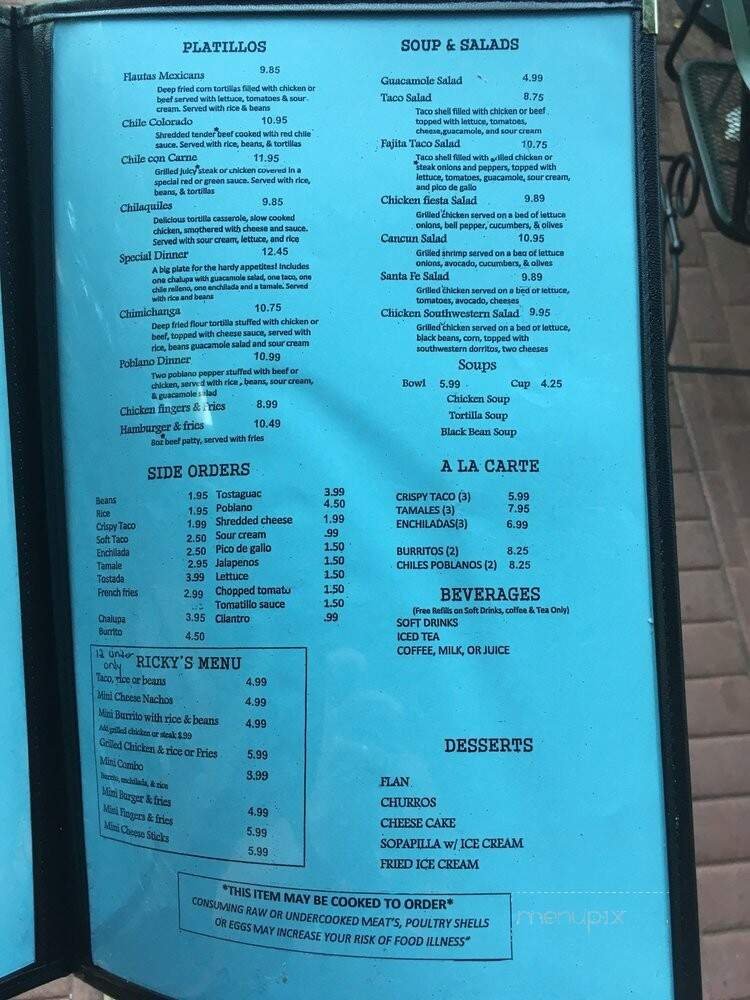 PLATILLOS
Flautas Mexicans 9.85
Deep fried corn tortillas filled with chicken or
beef served with lettuce, tomatoes & sour
cream. Served with rice & beans
Chile Colorado 10.95
Shredded tender*beef cooked with red chile
sauce. Served with rice, beans, & tortillas
Chile con Carne 11.95
Grilled juicy*steak or chicken covered in a
special red or green sauce. Served with rice,
beans, & tortillas
Chilaquiles 9.85
Delicious tortilla casserole, slow cooked
chicken, smothered with cheese and sauce.
Served with sour cream, lettuce, and rice
Special Dinner 12.45
A big plate for the hardy appetites! Includes
one chalupa with guacamole salad, one taco, one
chile relleno, one enchilada and a tamale. Served
with rice and beans
Chimichanga 10.75
Deep fried flour tortilla stuffed with chicken or
beef, topped with cheese sauce, served with
rice, beans guacamole salad and sour cream
Poblano Dinner 10.99
Two poblano pepper stuffed with beef or
chicken, served with rice, beans, sour cream,
& guacamole salad
Chicken fingers & fries 8.99
Hamburger & fries 10.49
8oz*beef patty, served with fries
SOUP & SALADS
Guacamole Salad 4.99
Taco Salad 8.75
Taco shell filled with chicken or beef
topped with lettuce, tomatoes,
cheese,guacamole, and sour cream
Fajita Taco Salad 10.75
Taco shell filled with grilled chicken or
*steak onions and peppers, topped with
lettuce, tomatoes, guacamole, sour cream,
and pico de gallo
Chicken fiesta Salad 9.89
Grilled chicken served on a bed of lettuce
onions, bell pepper, cucumbers, & olives
Cancun Salad 10.95
Grilled shrimp served on a bed of lettuce
onions, avocado, cucumbers, & olives
Santa Fe Salad 9.89
Grilled chicken served on a bed of lettuce,
tomatoes, avocado, cheeses
Chicken Southwestern Salad 9.95
Grilled chicken served on a bed of lettuce,
black beans, corn, topped with
southwestern dorritos, two cheeses
Soups
Bowl 5.99 Cup 4.25
Chicken Soup
Tortilla Soup
Black Bean Soup
SIDE ORDERS
Beans 1.95
Rice 1.95
Crispy Taco 1.99
Soft Taco 2.50
Enchilada 2.50
Tamale 2.95
Tostada 3.99
French fries 2.99
Chalupa 3.95
Burrito 4.50
Tostaguac 3.99
Poblano 4.50
Shredded cheese 1.99
Sour cream .99
Pico de gallo 1.50
Jalapenos 1.50
Lettuce 1.50
Chopped tomato 1.50
Tomatillo sauce 1.50
Cilantro .99
A LA CARTE
CRISPY TACO (3) 5.99
TAMALES (3) 7.95
ENCHILADAS(3) 6.99
BURRITOS (2) 8.25
CHILES POBLANOS (2) 8.25
BEVERAGES
(Free Refills on Soft Drinks, coffee & Tea Only)
SOFT DRINKS
ICED TEA
COFFEE, MILK, OR JUICE
12 under
only
RICKY'S MENU
Taco, rice or beans 4.99
Mini Cheese Nachos 4.99
Mini Burrito with rice & beans 4.99
Add grilled chicken or steak $.99
Grilled Chicken & rice or Fries 5.99
Mini Combo 3.99
Burrito, enchilada, & rice
Mini Burger & fries 4.99
Mini Fingers & fries 5.99
Mini Cheese Sticks 5.99
DESSERTS
FLAN
CHURROS
CHEESE CAKE
SOPAPILLA w/ ICE CREAM
FRIED ICE CREAM
*THIS ITEM MAY BE COOKED TO ORDER*
CONSUMING RAW OR UNDERCOOKED MEAT'S, POULTRY SHELLS
OR EGGS MAY INCREASE YOUR RISK OF FOOD ILLNESS"
menupix